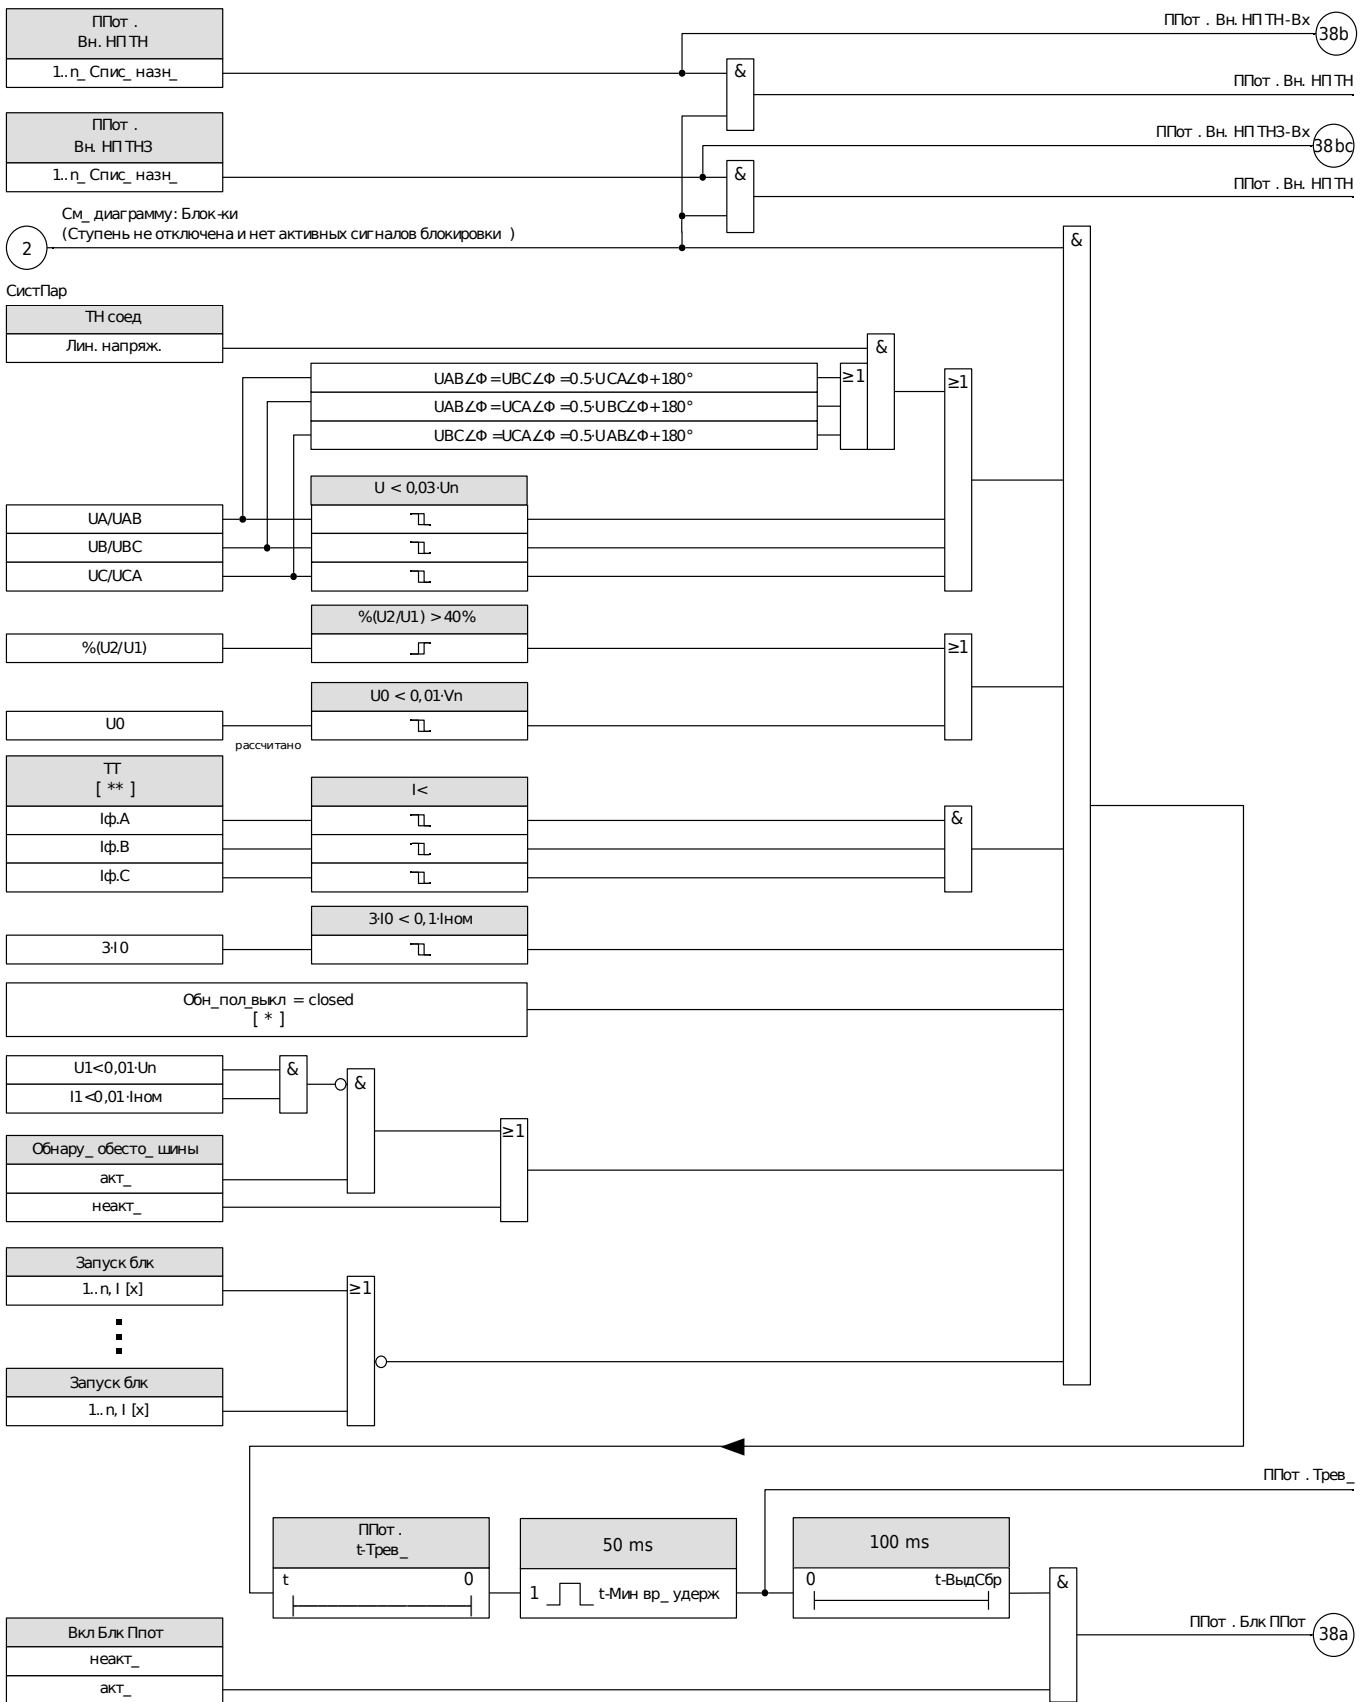 ППот .
Вн. НП ТН
1..n_ Спис_ назн_
ППот . Вн. НП ТН-Вх
38b
&
ППот . Вн. НП ТН
ППот .
Вн. НП ТНЗ
1..n_ Спис_ назн_
ППот . Вн. НП ТНЗ-Вх
38bc
&
ППот . Вн. НП ТН
См_ диаграмму: Блок-ки
(Ступень не отключена и нет активных сигналов блокировки )
2
&
СистПар
ТН соед
Лин. напряж.
&
UAB∠Φ =UBC∠Φ =0.5·UCA∠Φ+180°
≥1
≥1
UAB∠Φ =UCA∠Φ =0.5·UBC∠Φ+180°
UBC∠Φ =UCA∠Φ =0.5·UAB∠Φ+180°
U < 0,03·Un
UA/UAB
UB/UBC
UC/UCA
%(U2/U1) > 40%
%(U2/U1)
≥1
U0 < 0,01·Vn
U0
рассчитано
ТТ
[ ** ]
I<
Iф.А
&
Iф.В
Iф.С
3·I0 < 0,1·Iном
3·I0
Обн_пол_выкл = closed
[ * ]
U1<0,01·Un
&
&
I1<0,01·Iном
≥1
Обнару_ обесто_ шины
акт_
неакт_
Запуск блк
1..n, I [x]
≥1
Запуск блк
1..n, I [x]
ППот . Трев_
ППот .
t-Трев_
50 ms
100 ms
t 0
1 t-Мин вр_ удерж
0 t-ВыдСбр
&
Вкл Блк Ппот
ППот . Блк ППот
38a
неакт_
акт_